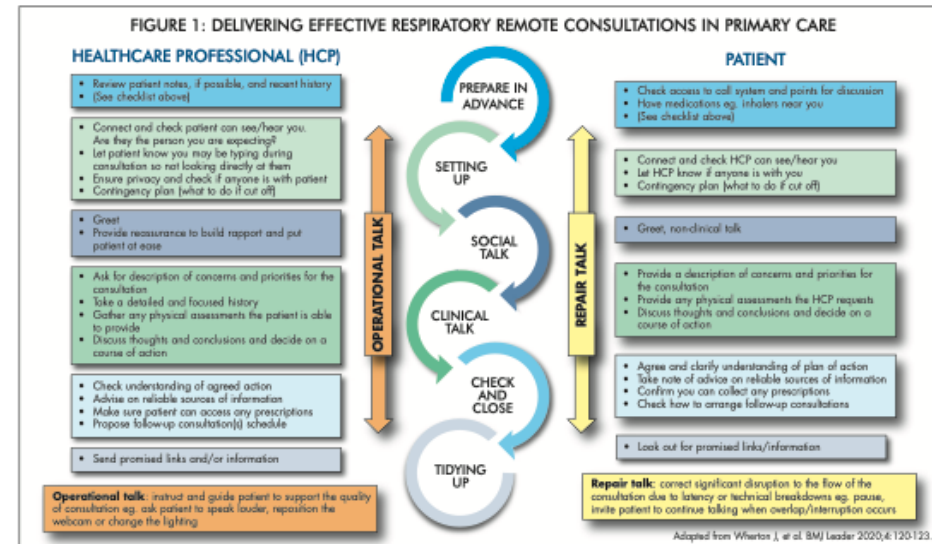 FIGURE 1: DELIVERING EFFECTIVE RESPIRATORY REMOTE CONSULTATIONS IN PRIMARY CARE
HEALTHCARE PROFESSIONAL (HCP)
• Review patient notes, if possible, and recent history
• (See checklist above)
• Connect and check patient can see/hear you.
Are they the person you are expecting?
• Let patient know you may be typing during
consultation so not looking directly at them
• Ensure privacy and check if anyone is with patient
• Contingency plan (what to do if cut off)
• Greet
• Provide reassurance to build rapport and put
patient at ease
• Ask for description of concerns and priorities for the
consultation
• Take a detailed and focused history
• Gather any physical assessments the patient is able
to provide
• Discuss thoughts and conclusions and decide on a
course of action
• Check understanding of agreed action
• Advise on reliable sources of information
• Make sure patient can access any prescriptions
• Propose follow-up consultation(s) schedule
• Send promised links and/or information
Operational talk: instruct and guide patient to support the quality
of consultation eg. ask patient to speak louder, reposition the
webcam or change the lighting
OPERATIONAL TALK
PREPARE IN
ADVANCE
SETTING
UP
SOCIAL
TALK
CLINICAL
TALK
CHECK
AND
CLOSE
TIDYING
UP
REPAIR TALK
PATIENT
• Check access to call system and points for discussion
• Have medications eg. inhalers near you
• (See checklist above)
• Connect and check HCP can see/hear you
• Let HCP know if anyone is with you
• Contingency plan (what to do if cut off)
• Greet, non-clinical talk
• Provide a description of concerns and priorities for
the consultation
• Provide any physical assessments the HCP requests
• Discuss thoughts and conclusions and decide on a
course of action
• Agree and clarify understanding of plan of action
• Take note of advice on reliable sources of information
• Confirm you can collect any prescriptions
• Check how to arrange follow-up consultations
• Look out for promised links/information
Repair talk: correct significant disruption to the flow of the
consultation due to latency or technical breakdowns eg. pause,
invite patient to continue talking when overlap/interruption occurs
Adapted from Wherton J, et al. BMJ Leader 2020;4:120-123.